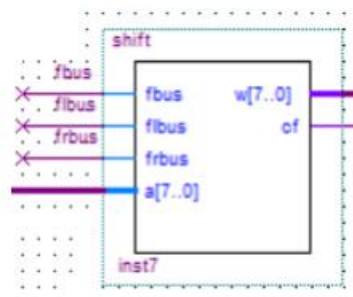 shift
fbus
flbus
frbus
fbus w[7..0]
flbus cf
frbus
a[7..0]
inst7